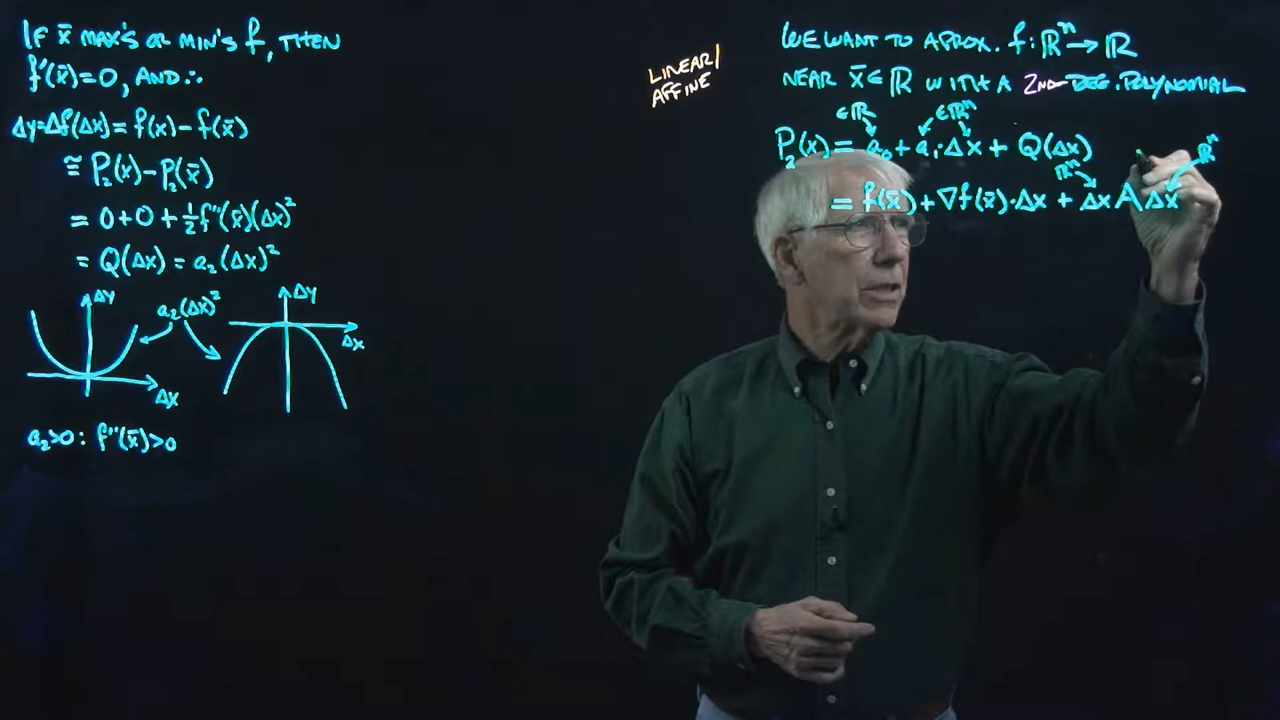 IF x̄ MAX'S OR MIN'S f, THEN
f'(x̄)=0, AND ∴
Δy=Δf(Δx)= f(x)-f(x̄)
≅ P₂(x)-P₂(x̄)
= 0+0+½f''(x̄)(Δx)²
= Q(Δx) = a₂(Δx)²
Δy
a₂(Δx)²
Δy
Δx
Δx
a₂>0: f''(x̄)>0
LINEAR/
AFFINE
WE WANT TO APROX. f: ℝⁿ→ℝ
NEAR x̄∈ℝ WITH A 2ND-DEG. POLYNOMIAL
∈ℝ ∈ℝⁿ
P₂(x)= a₀+a₁·Δx + Q(Δx)
ℝⁿ ℝⁿ
= f(x̄)+∇f(x̄)·Δx + Δx A Δx